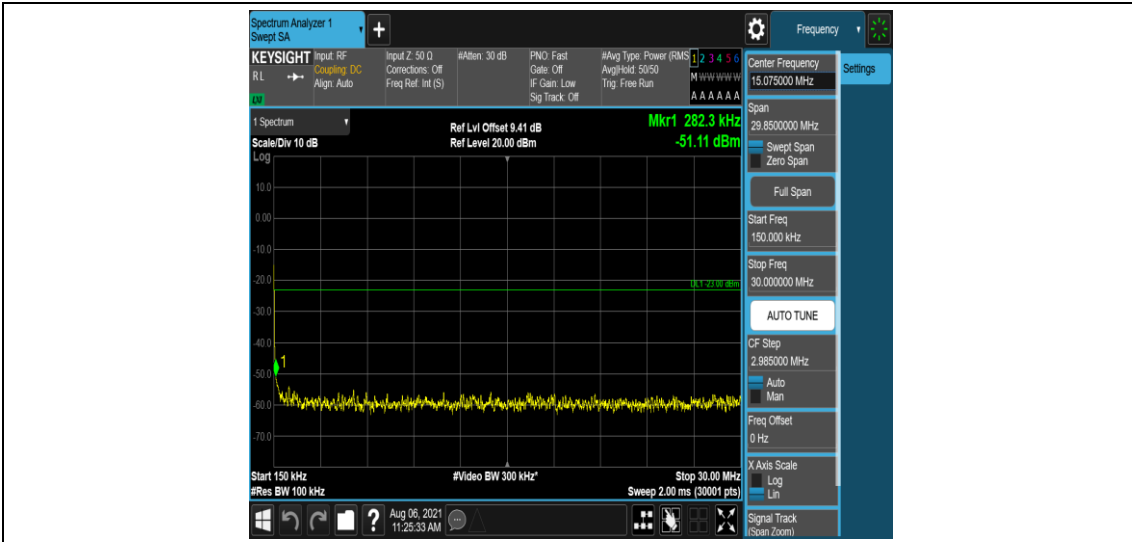 Spectrum Analyzer 1
Swept SA
+
Frequency
KEYSIGHT Input: RF Input Z: 50 Ω #Atten: 30 dB PNO: Fast #Avg Type: Power (RMS 1 2 3 4 5 6
RL Coupling: DC Corrections: Off Gate: Off Avg|Hold: 50/50 M W W W W W
Align: Auto Freq Ref: Int (S) IF Gain: Low Trig: Free Run
Sig Track: Off A A A A A A
LXI
Center Frequency
15.075000 MHz
Settings
1 Spectrum
Scale/Div 10 dB
Ref Lvl Offset 9.41 dB
Ref Level 20.00 dBm
Mkr1 282.3 kHz
-51.11 dBm
Log
10.0
0.00
-10.0
-20.0
-30.0
-40.0
-50.0
-60.0
-70.0
DL1 -23.00 dBm
1
Start 150 kHz #Video BW 300 kHz* Stop 30.00 MHz
#Res BW 100 kHz Sweep 2.00 ms (30001 pts)
Span
29.8500000 MHz
Swept Span
Zero Span
Full Span
Start Freq
150.000 kHz
Stop Freq
30.000000 MHz
AUTO TUNE
CF Step
2.985000 MHz
Auto
Man
Freq Offset
0 Hz
X Axis Scale
Log
Lin
Signal Track
(Span Zoom)
?
Aug 06, 2021
11:25:33 AM